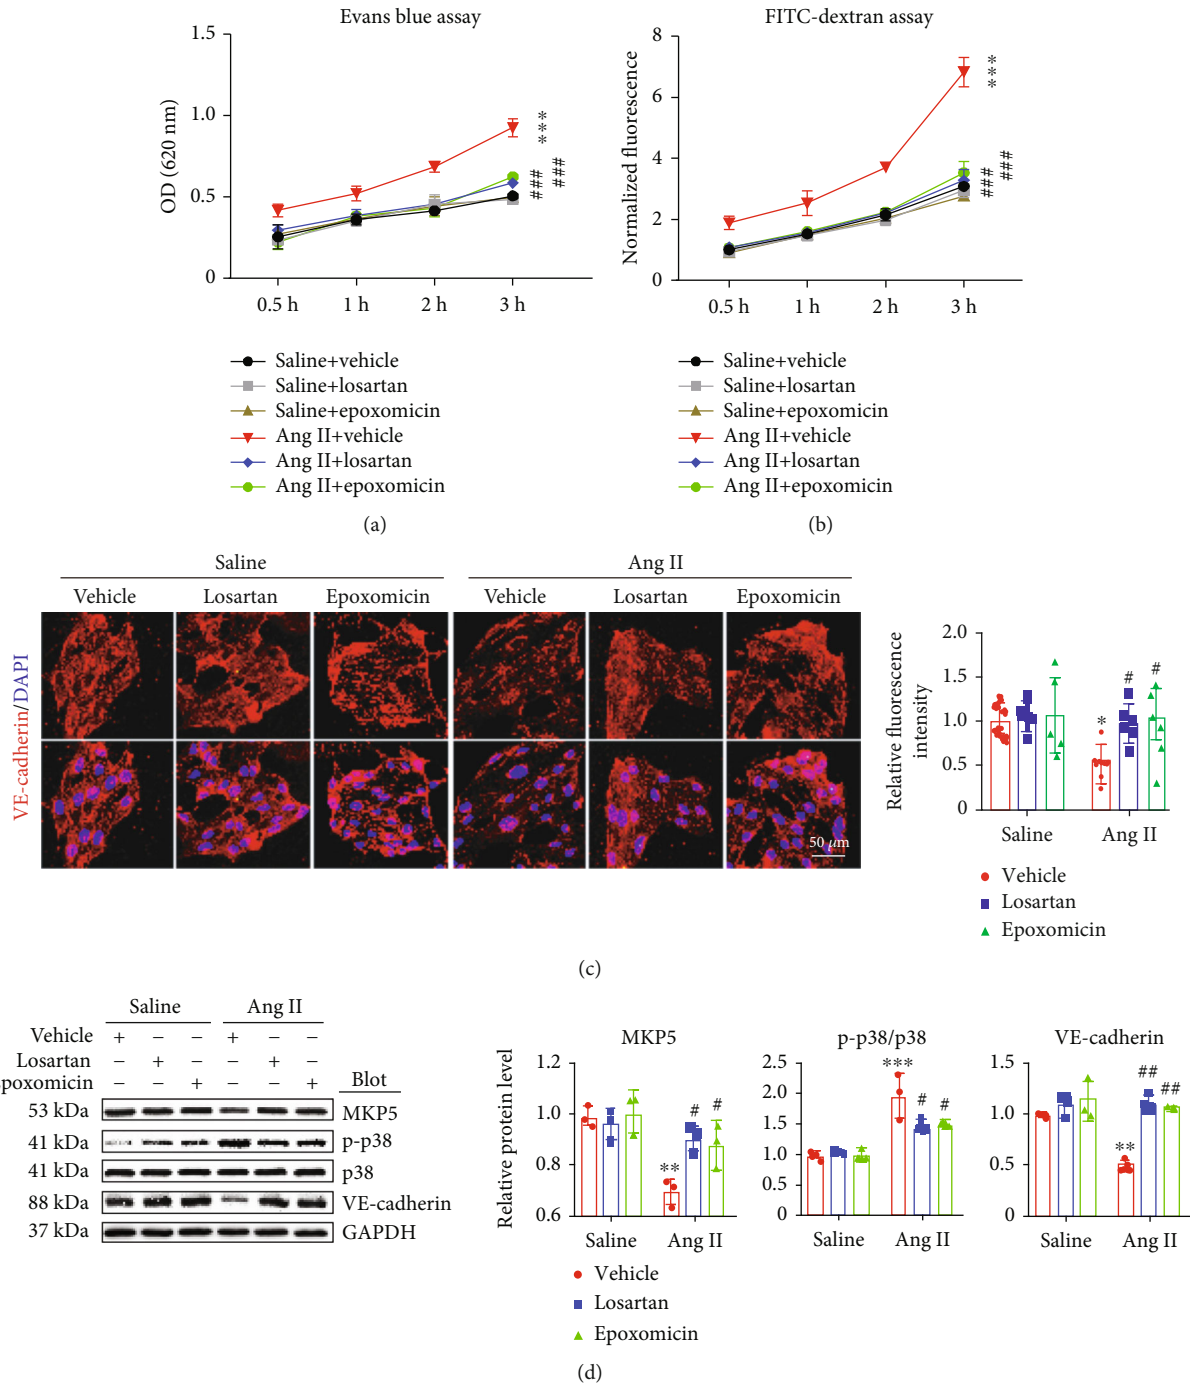 Evans blue assay
1.5
1.0
0.5
0
OD (620 nm)
0.5 h 1 h 2 h 3 h
***
###
###
Saline+vehicle
Saline+losartan
Saline+epoxomicin
Ang II+vehicle
Ang II+losartan
Ang II+epoxomicin
(a)
FITC-dextran assay
8
6
4
2
0
Normalized fluorescence
0.5 h 1 h 2 h 3 h
***
###
###
Saline+vehicle
Saline+losartan
Saline+epoxomicin
Ang II+vehicle
Ang II+losartan
Ang II+epoxomicin
(b)
Saline Ang II
Vehicle Losartan Epoxomicin Vehicle Losartan Epoxomicin
VE-cadherin/DAPI
50 μm
2.0
1.5
1.0
0.5
0
Relative fluorescence
intensity
* # #
Saline Ang II
Vehicle
Losartan
Epoxomicin
(c)
Saline Ang II
Vehicle + − − + − −
Losartan − + − − + −
poxomicin − − + − − + Blot
53 kDa MKP5
41 kDa p-p38
41 kDa p38
88 kDa VE-cadherin
37 kDa GAPDH
MKP5
1.2
1.0
0.8
0.6
Relative protein level
** # #
Saline Ang II
Vehicle
Losartan
Epoxomicin
p-p38/p38
2.5
2.0
1.5
1.0
0.5
0
*** # #
Saline Ang II
VE-cadherin
1.5
1.0
0.5
0
** ## ##
Saline Ang II
(d)